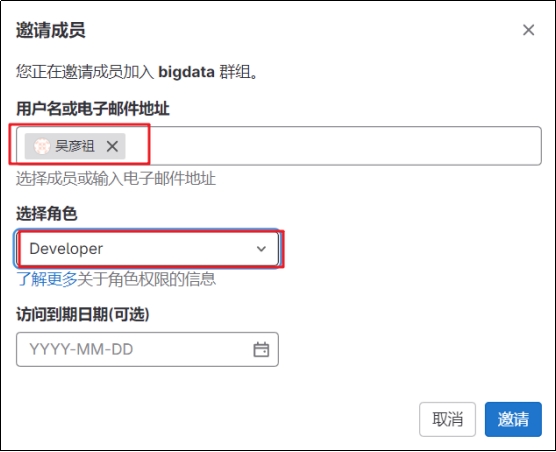 邀请成员
您正在邀请成员加入 bigdata 群组。
用户名或电子邮件地址
吴彦祖
选择成员或输入电子邮件地址
选择角色
Developer
了解更多关于角色权限的信息
访问到期日期(可选)
YYYY-MM-DD
取消 邀请